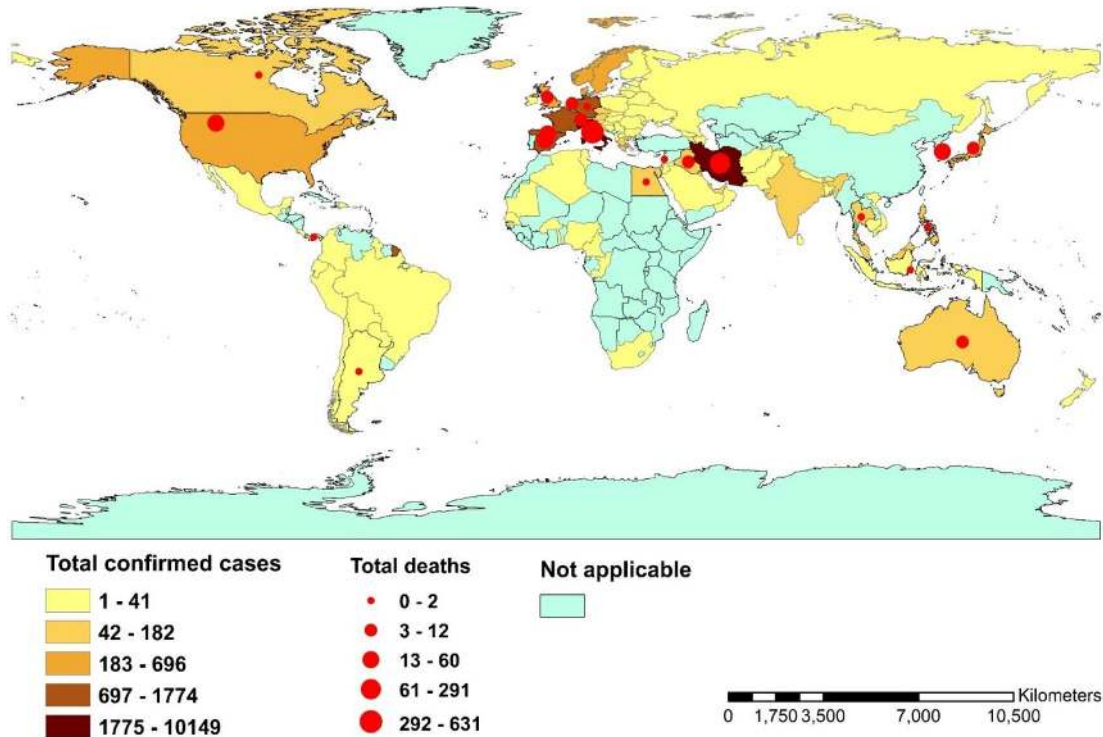 Total confirmed cases
1 - 41
42 - 182
183 - 696
697 - 1774
1775 - 10149
Total deaths
0 - 2
3 - 12
13 - 60
61 - 291
292 - 631
Not applicable
Kilometers
0 1,750 3,500 7,000 10,500